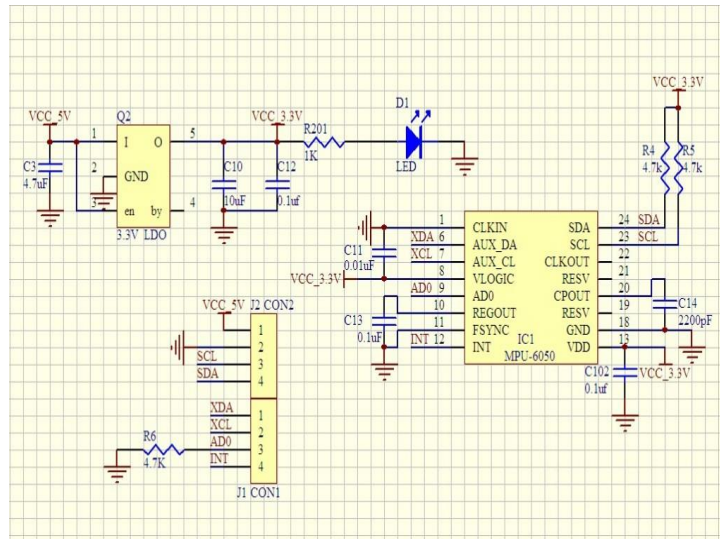 VCC_5V
Q2
VCC_3.3V
R201
1K
D1
LED
1
I
O
5
C3
4.7uF
2
GND
C10
10uF
C12
0.1uf
3
en
by
4
3.3V LDO
VCC_3.3V
R4
4.7k
R5
4.7k
1
CLKIN
SDA
24
SDA
XDA
6
AUX_DA
SCL
23
SCL
XCL
7
AUX_CL
CLKOUT
22
C11
0.01uF
VCC_3.3V
8
VLOGIC
RESV
21
AD0
9
AD0
CPOUT
20
10
REGOUT
RESV
19
C13
0.1uF
11
FSYNC
GND
18
INT
12
INT
VDD
13
IC1
MPU-6050
C14
2200pF
C102
0.1uf
VCC_3.3V
VCC_5V
J2 CON2
1
2
SCL
3
SDA
4
XDA
1
XCL
2
R6
4.7K
AD0
3
INT
4
J1 CON1